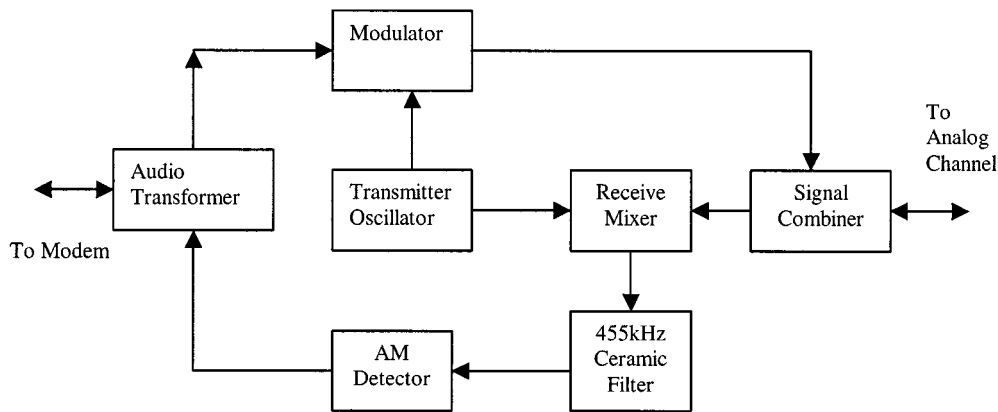 Modulator
To
Analog
Channel
Audio
Transformer
Transmitter
Oscillator
Receive
Mixer
Signal
Combiner
To Modem
AM
Detector
455kHz
Ceramic
Filter